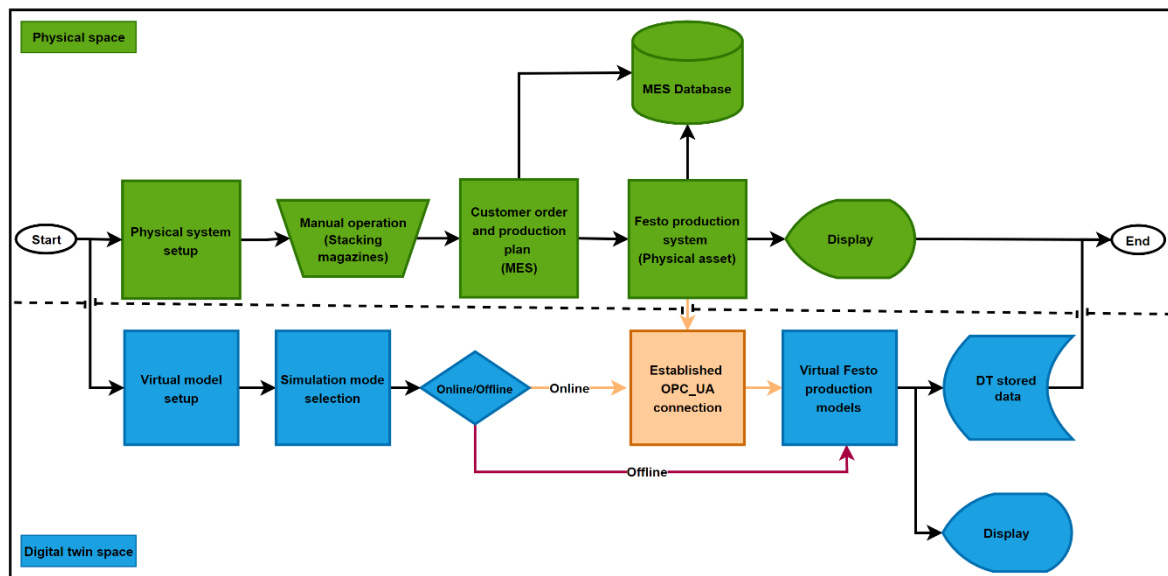 Physical space
MES Database
Start
Physical system
setup
Manual operation
(Stacking
magazines)
Customer order
and production
plan
(MES)
Festo production
system
(Physical asset)
Display
End
Virtual model
setup
Simulation mode
selection
Online/Offline
Online
Established
OPC_UA
connection
Virtual Festo
production
models
DT stored
data
Offline
Display
Digital twin space